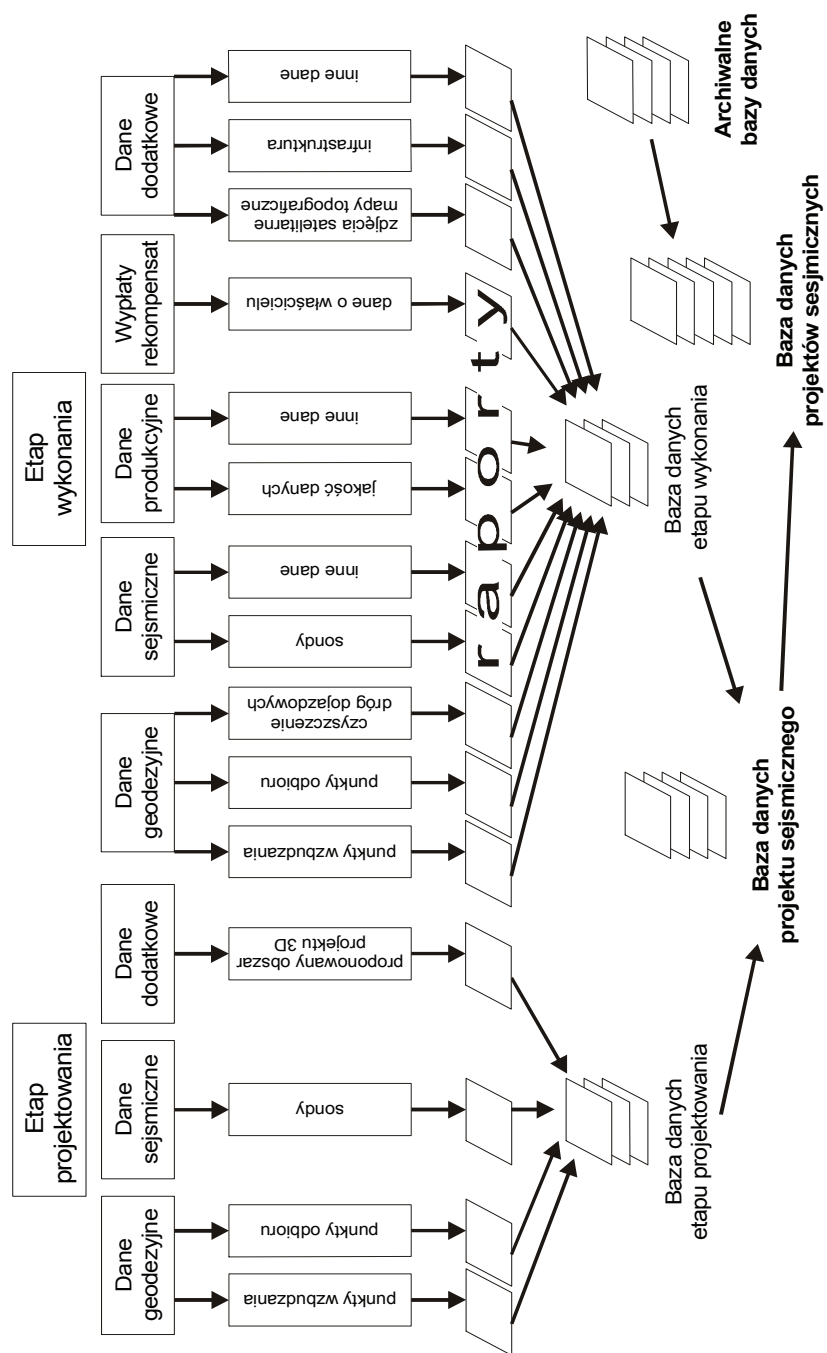 Etap
projektowania
Etap
wykonania
Dane
geodezyjne
Dane
sejsmiczne
Dane
dodatkowe
Dane
geodezyjne
Dane
sejsmiczne
Dane
produkcyjne
Wypłaty
rekompensat
Dane
dodatkowe
punkty wzbudzania
punkty odbioru
sondy
proponowany obszar
projektu 3D
punkty wzbudzania
punkty odbioru
czyszczenie
dróg dojazdowych
sondy
inne dane
jakość danych
inne dane
dane o właścicielu
zdjęcia satelitarne
mapy topograficzne
infrastruktura
inne dane
raporty
Baza danych
etapu projektowania
Baza danych
etapu wykonania
Archiwalne
bazy danych
Baza danych
projektu sejsmicznego
Baza danych
projektów sesjmicznych